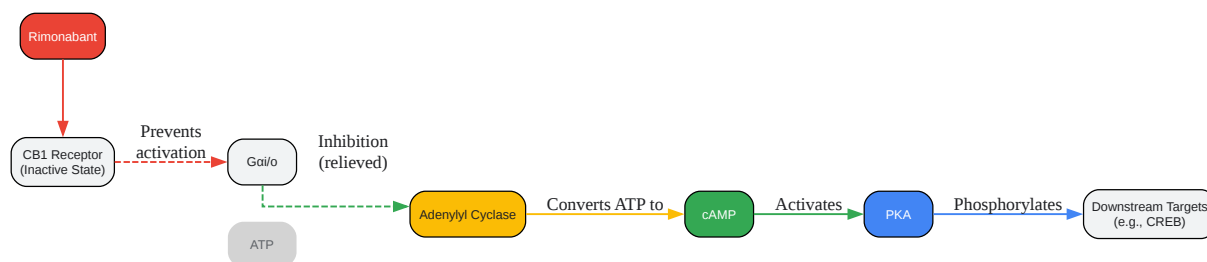 Rimonabant
CB1 Receptor
(Inactive State)
Prevents
activation
Gαi/o
Inhibition
(relieved)
ATP
Adenylyl Cyclase
Converts ATP to
cAMP
Activates
PKA
Phosphorylates
Downstream Targets
(e.g., CREB)